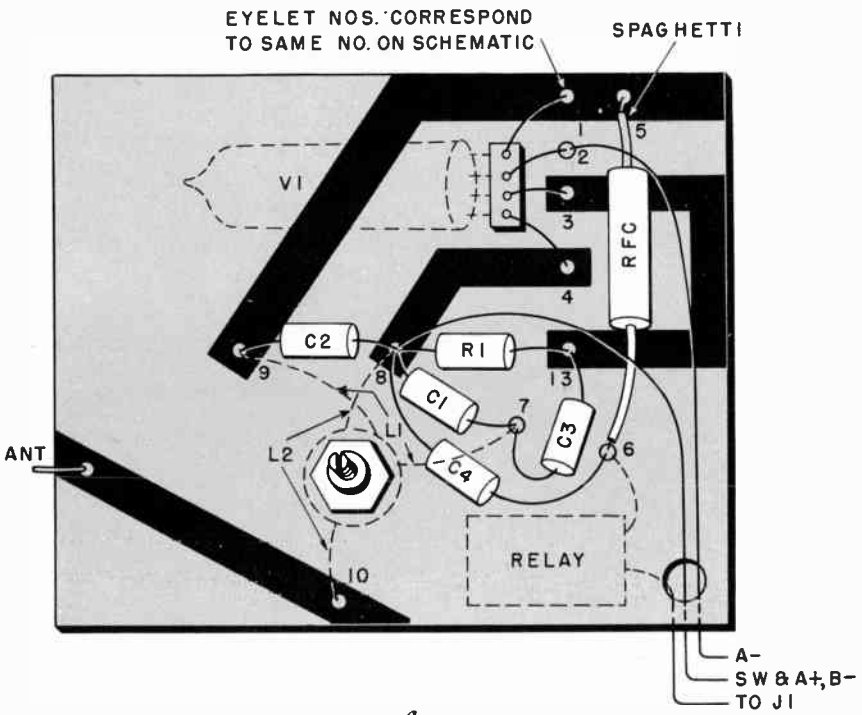 EYELET NOS. CORRESPOND
TO SAME NO. ON SCHEMATIC
SPAGHETTI
1
5
2
V1
3
RFC
4
C2
R1
9
8
13
C1
7
C3
L1
ANT
L2
C4
6
10
RELAY
A-
SW & A+, B-
TO J1